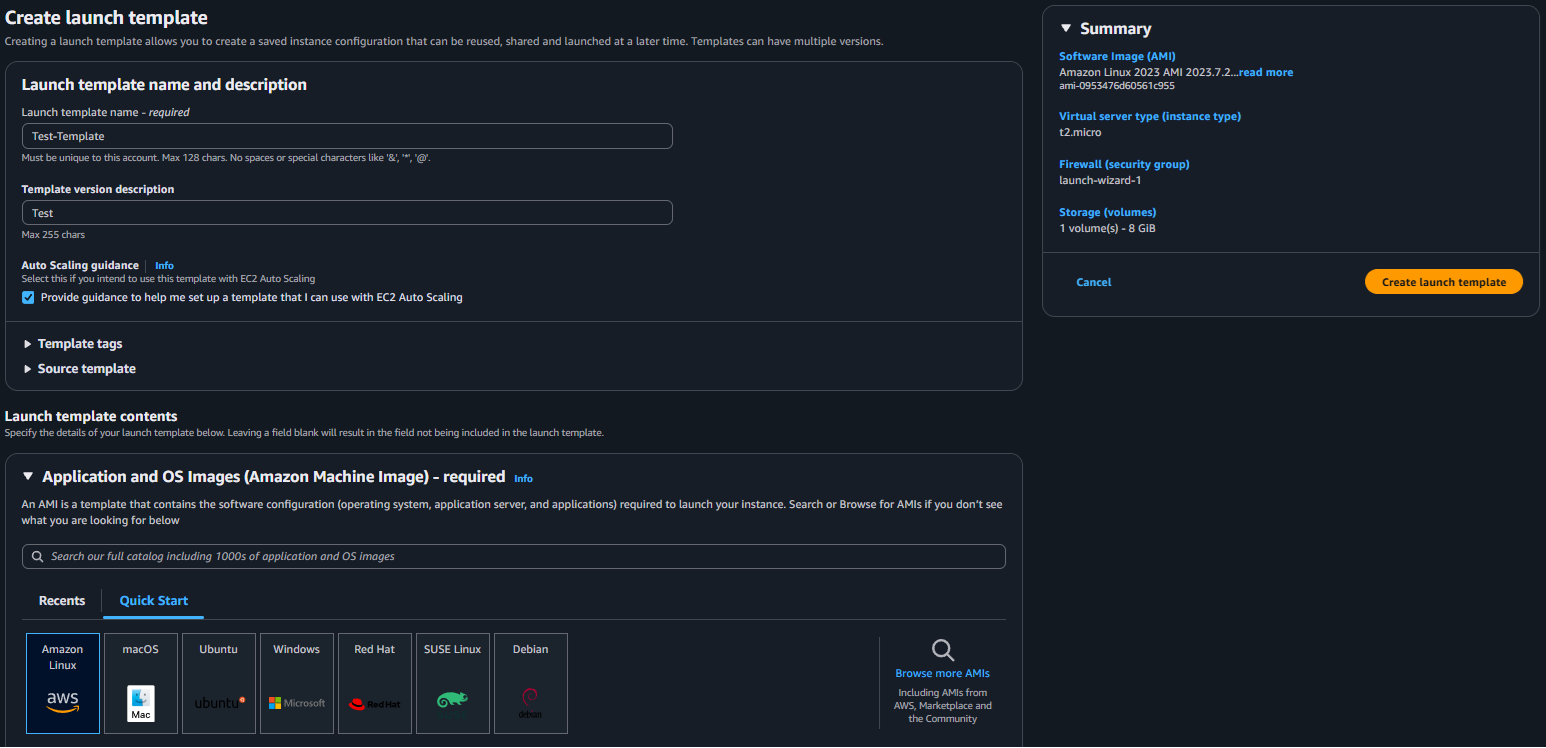 Create launch template
Creating a launch template allows you to create a saved instance configuration that can be reused, shared and launched at a later time. Templates can have multiple versions.
Launch template name and description
Launch template name - required
Test-Template
Must be unique to this account. Max 128 chars. No spaces or special characters like '&', '*', '@'.
Template version description
Test
Max 255 chars
Auto Scaling guidance
Info
Select this if you intend to use this template with EC2 Auto Scaling
Provide guidance to help me set up a template that I can use with EC2 Auto Scaling
Template tags
Source template
Launch template contents
Specify the details of your launch template below. Leaving a field blank will result in the field not being included in the launch template.
Application and OS Images (Amazon Machine Image) - required
Info
An AMI is a template that contains the software configuration (operating system, application server, and applications) required to launch your instance. Search or Browse for AMIs if you don't see
what you are looking for below
Search our full catalog including 1000s of application and OS images
Recents
Quick Start
Amazon
Linux
aws
macOS
Mac
Ubuntu
ubuntu
Windows
Microsoft
Red Hat
Red Hat
SUSE Linux
Debian
debian
Browse more AMIs
Including AMIs from
AWS, Marketplace and
the Community
Summary
Software Image (AMI)
Amazon Linux 2023 AMI 2023.7.2...read more
ami-0953476d60561c955
Virtual server type (instance type)
t2.micro
Firewall (security group)
launch-wizard-1
Storage (volumes)
1 volume(s) - 8 GiB
Cancel
Create launch template